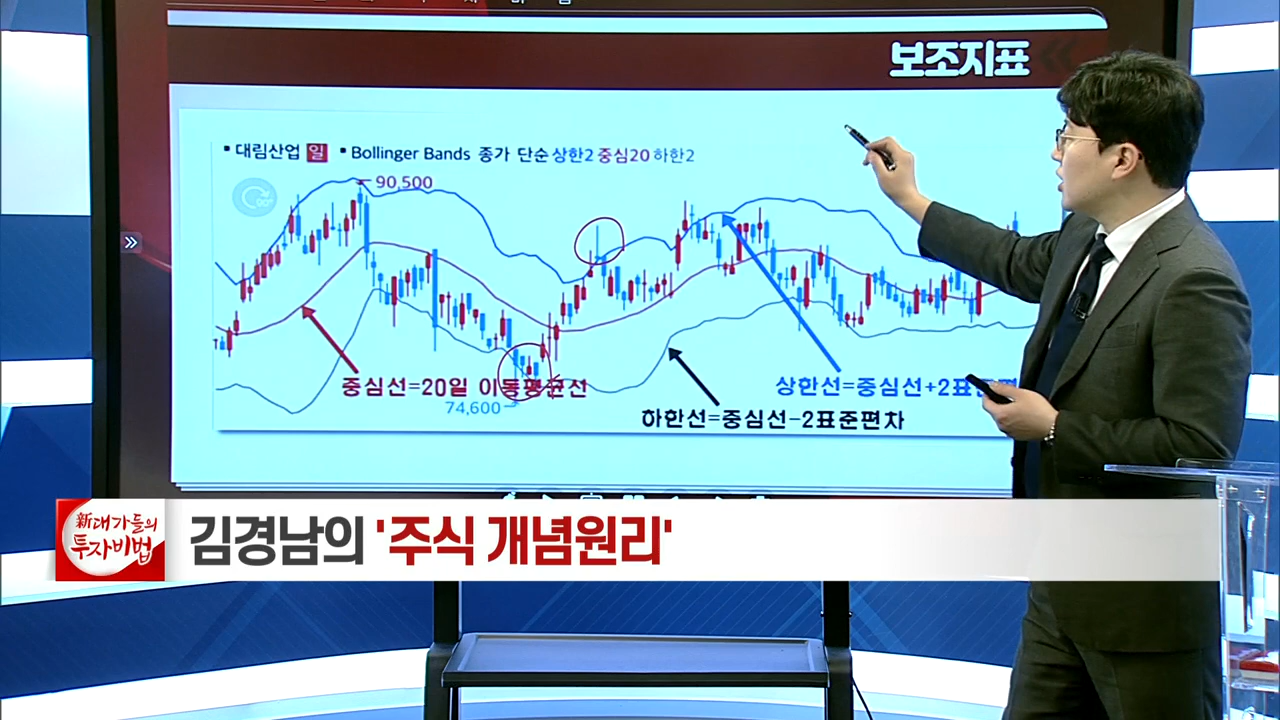 보조지표
▪ 대림산업 일 ▪ Bollinger Bands 종가 단순 상한2 중심20 하한2
90,500
중심선=20일 이동평균선
상한선=중심선+2표준편
74,600
하한선=중심선-2표준편차
新대가들의
투자비법
김경남의 '주식 개념원리'